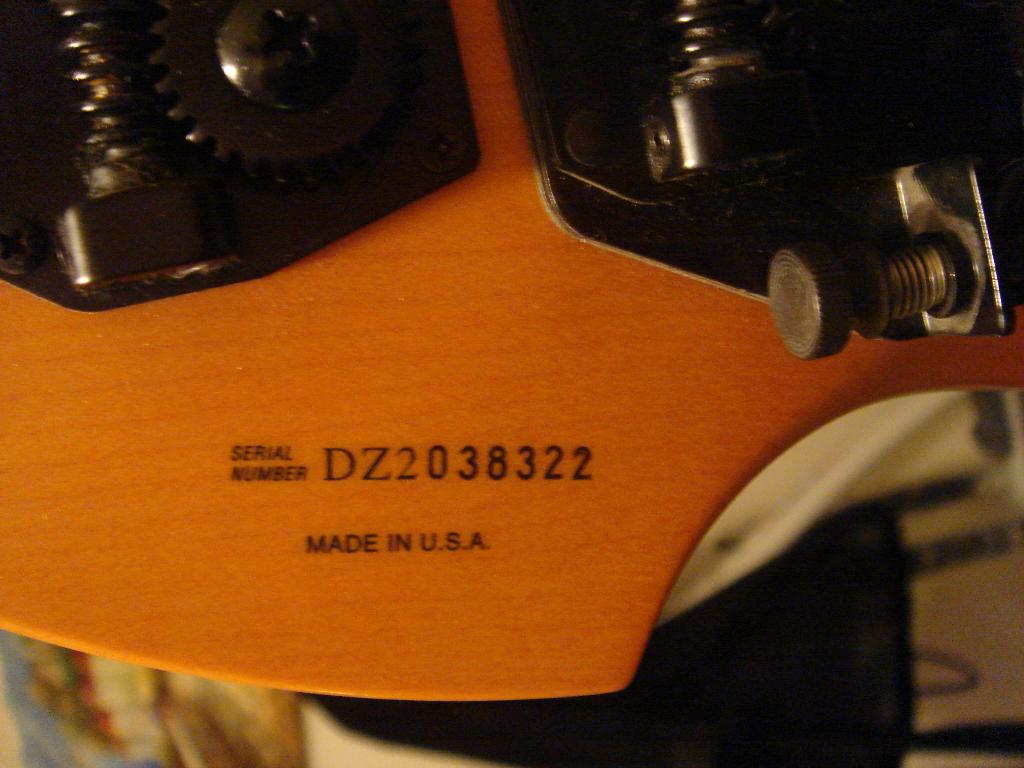 SERIAL
NUMBER DZ2038322
MADE IN U.S.A.